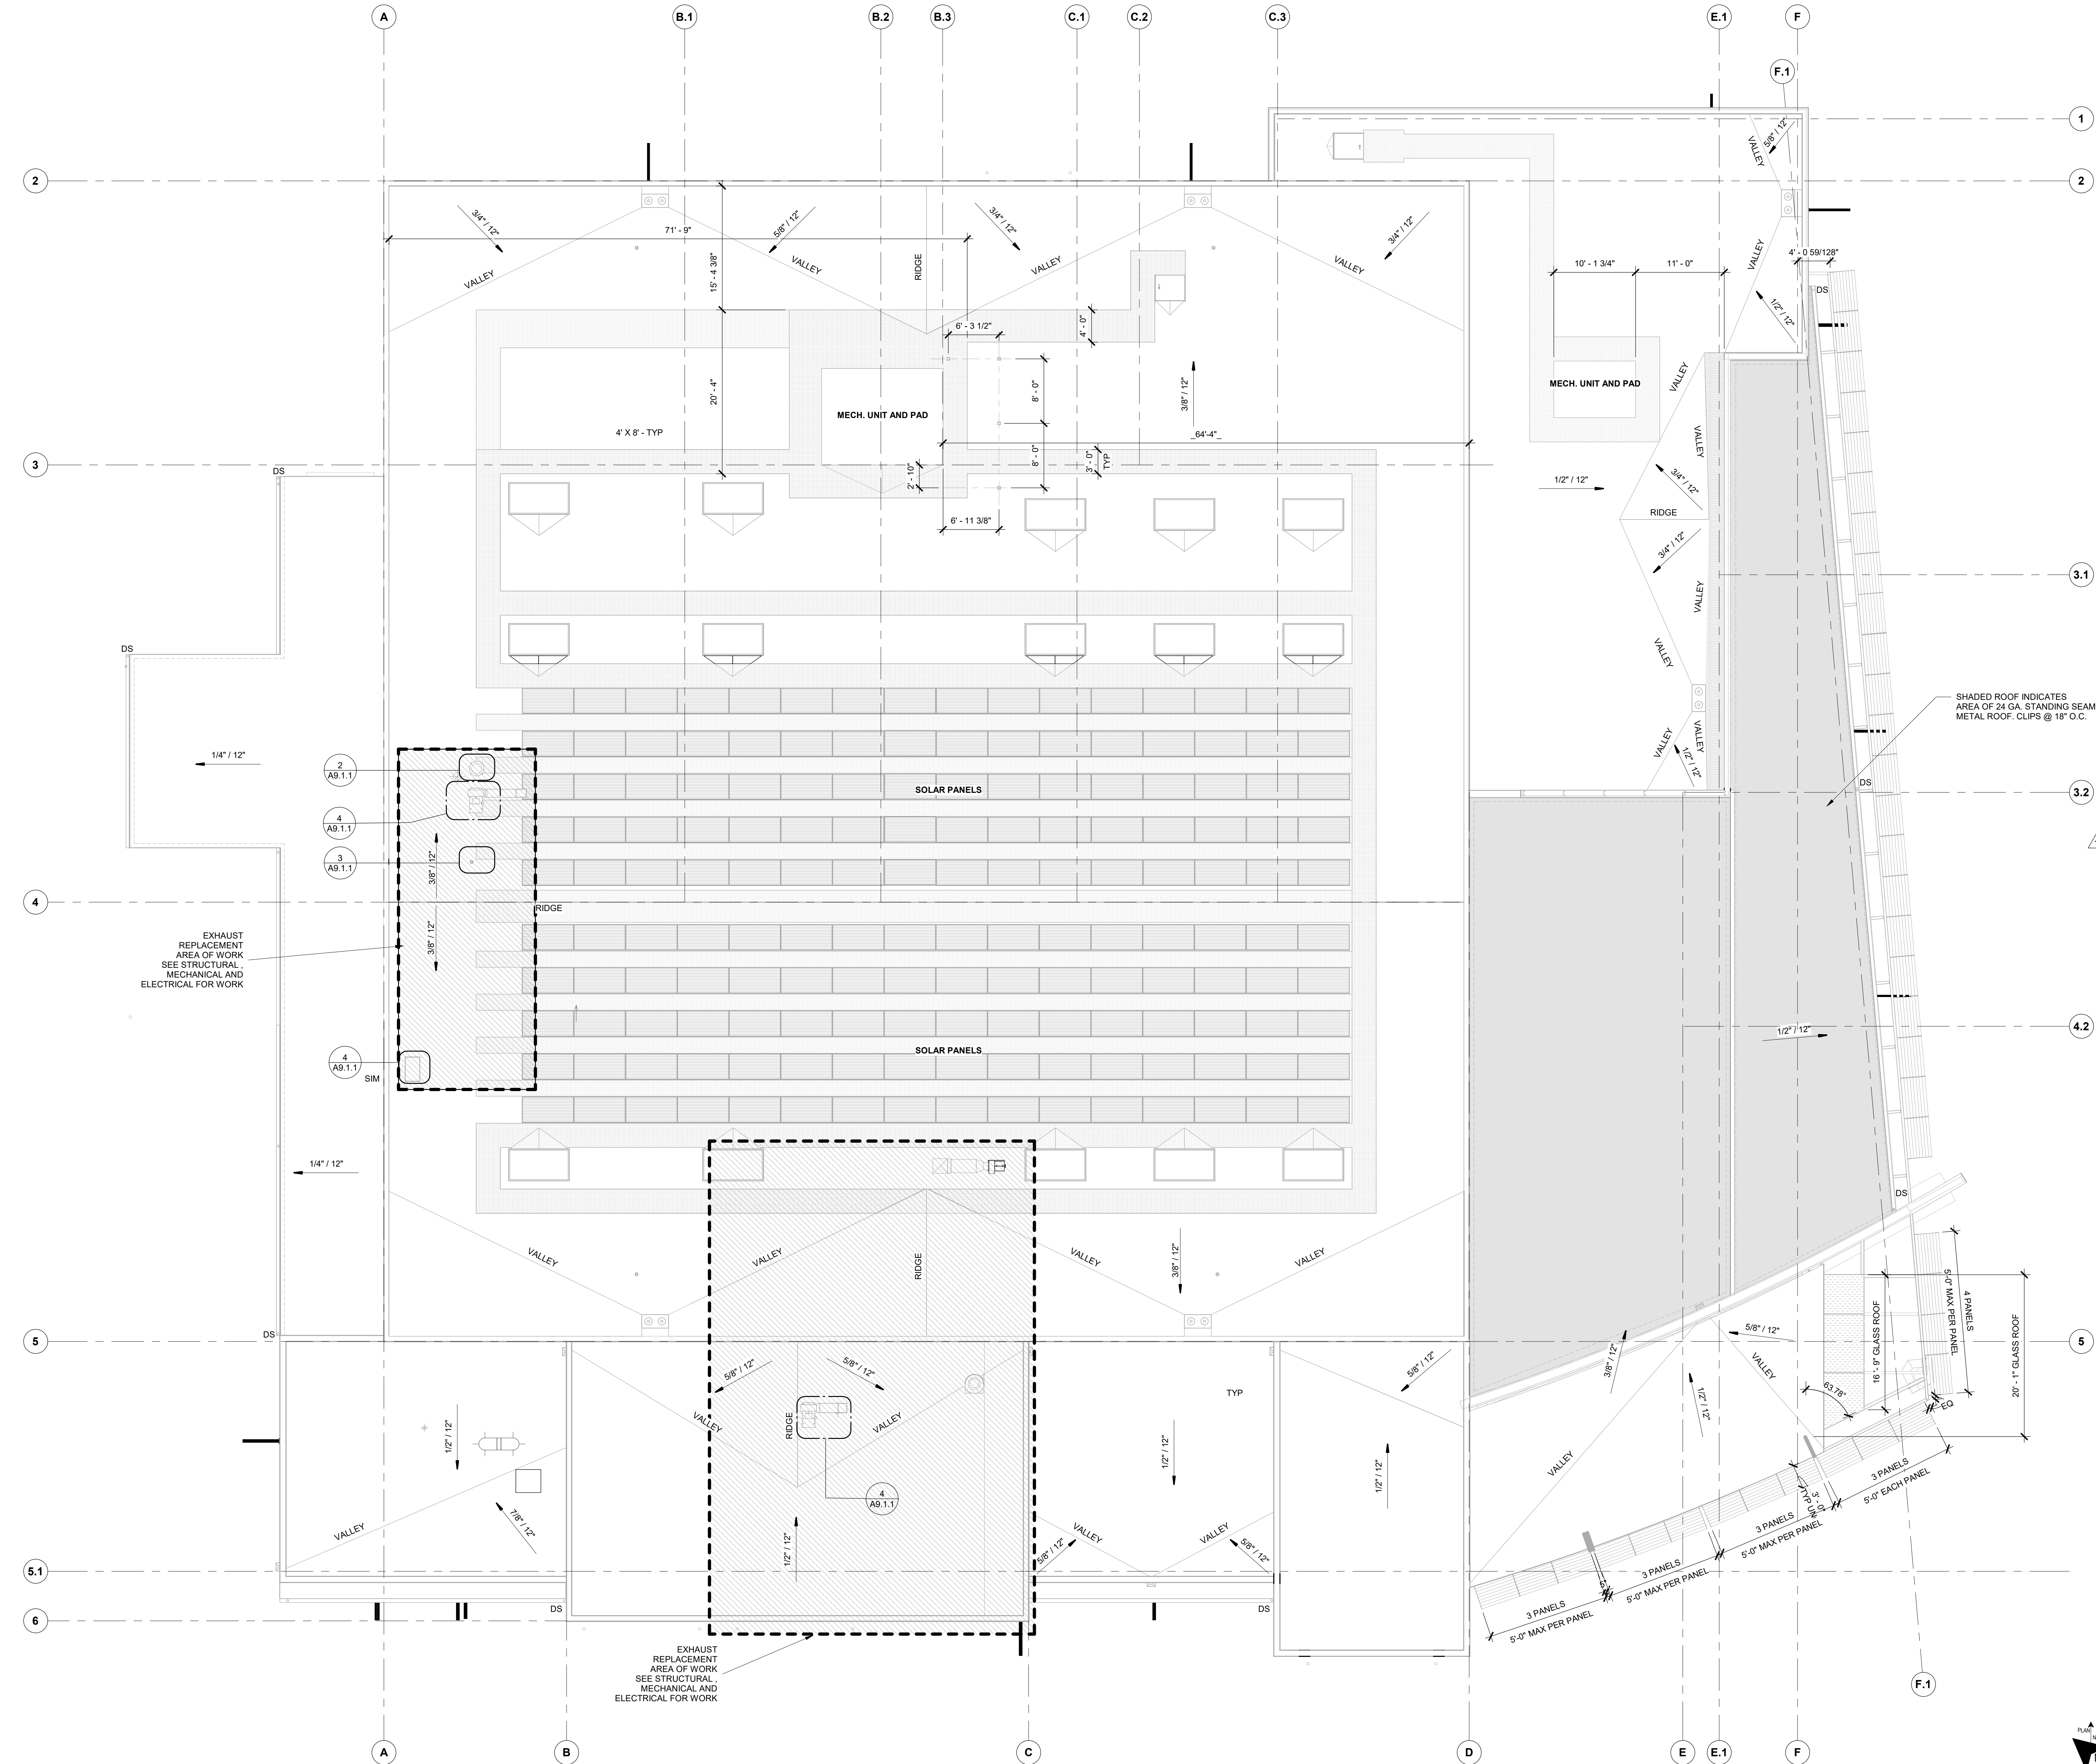 A
B.1
B.2
B.3
C.1
C.2
C.3
E.1
F
F.1
1
2
2
5/8" / 12"
VALLEY
3/4" / 12"
71' - 9"
5/8" / 12"
3/4" / 12"
3/4" / 12"
VALLEY
15' - 4 3/8"
VALLEY
RIDGE
VALLEY
VALLEY
10' - 1 3/4"
11' - 0"
VALLEY
4' - 0 59/128"
DS
1/2" / 12"
6' - 3 1/2"
4' - 0"
20' - 4"
8' - 0"
3/8" / 12"
MECH. UNIT AND PAD
VALLEY
MECH. UNIT AND PAD
4' X 8' - TYP
_64'-4"_
VALLEY
3
DS
2' - 10"
8' - 0"
3' - 0"
TYP
1/2" / 12"
3/4" / 12"
RIDGE
6' - 11 3/8"
3/4" / 12"
3.1
VALLEY
VALLEY
DS
SHADED ROOF INDICATES
AREA OF 24 GA. STANDING SEAM
METAL ROOF. CLIPS @ 18" O.C.
1/4" / 12"
2
A9.1.1
VALLEY
VALLEY
1/2" / 12"
SOLAR PANELS
DS
3.2
4
A9.1.1
3
A9.1.1
3/8" / 12"
4
RIDGE
EXHAUST
REPLACEMENT
AREA OF WORK
SEE STRUCTURAL ,
MECHANICAL AND
ELECTRICAL FOR WORK
3/8" / 12"
4.2
1/2" / 12"
SOLAR PANELS
4
A9.1.1
SIM
1/4" / 12"
DS
VALLEY
VALLEY
RIDGE
VALLEY
3/8" / 12"
VALLEY
DS
5
5/8" / 12"
5
4 PANELS
5'-0" MAX PER PANEL
16' - 9" GLASS ROOF
20' - 1" GLASS ROOF
5/8" / 12"
5/8" / 12"
5/8" / 12"
3/8" / 12"
VALLEY
63.78°
TYP
1/2" / 12"
EQ
1/2" / 12"
RIDGE
VALLEY
VALLEY
1/2" / 12"
1/2" / 12"
VALLEY
4
A9.1.1
3 PANELS
5'-0" EACH PANEL
3' - 0"
TYP UNI
7/8" / 12"
VALLEY
VALLEY
VALLEY
3 PANELS
5'-0" MAX PER PANEL
1/2" / 12"
5/8" / 12"
5/8" / 12"
5.1
3 PANELS
5'-0" MAX PER PANEL
6
DS
DS
3 PANELS
5'-0" MAX PER PANEL
EXHAUST
REPLACEMENT
AREA OF WORK
SEE STRUCTURAL ,
MECHANICAL AND
ELECTRICAL FOR WORK
F.1
PLAN
A
B
C
D
E
E.1
F